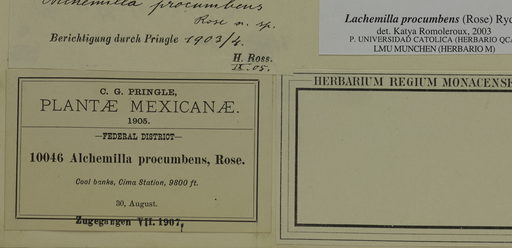 Alchemilla procumbens
Rose n. sp.
Berichtigung durch Pringle 1903/4.
H. Ross.
IX. 05.
Lachemilla procumbens (Rose) Ryd
det. Katya Romoleroux, 2003
P. UNIVERSIDAD CATOLICA (HERBARIO QCA
LMU MUNCHEN (HERBARIO M)
C. G. PRINGLE,
PLANTÆ MEXICANÆ.
1905.
—FEDERAL DISTRICT—
10046 Alchemilla procumbens, Rose.
Cool banks, Cima Station, 9800 ft.
30, August.
Zugegangen VII. 1907,
HERBARIUM REGIUM MONACENSE